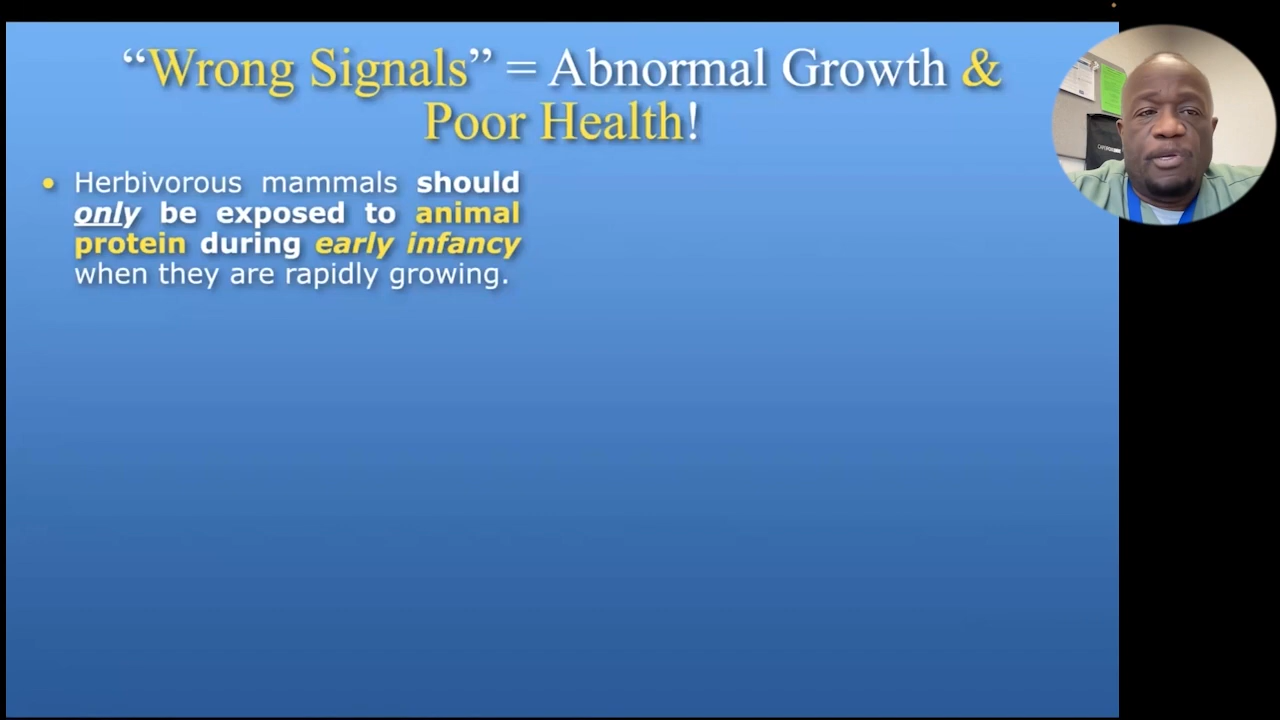 “Wrong Signals” = Abnormal Growth &
Poor Health!
• Herbivorous mammals should
only be exposed to animal
protein during early infancy
when they are rapidly growing.